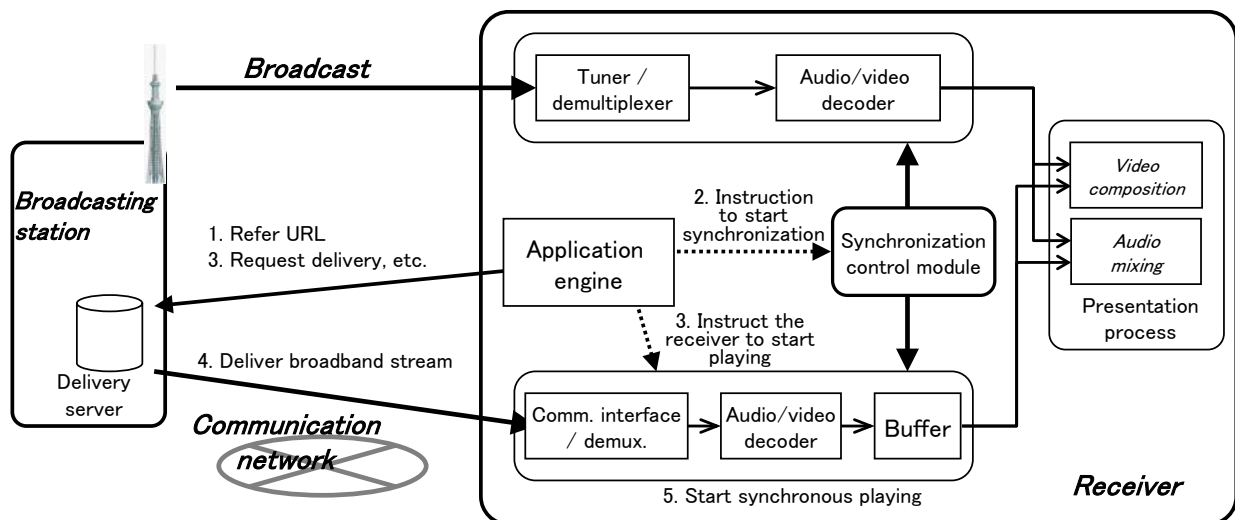 Broadcast
Tuner /
demultiplexer
Audio/video
decoder
Video
composition
Audio
mixing
Presentation
process
Broadcasting
station
1. Refer URL
3. Request delivery, etc.
Application
engine
2. Instruction
to start
synchronization
Synchronization
control module
3. Instruct the
receiver to start
playing
4. Deliver broadband stream
Delivery
server
Communication
network
Comm. interface
/ demux.
Audio/video
decoder
Buffer
5. Start synchronous playing
Receiver